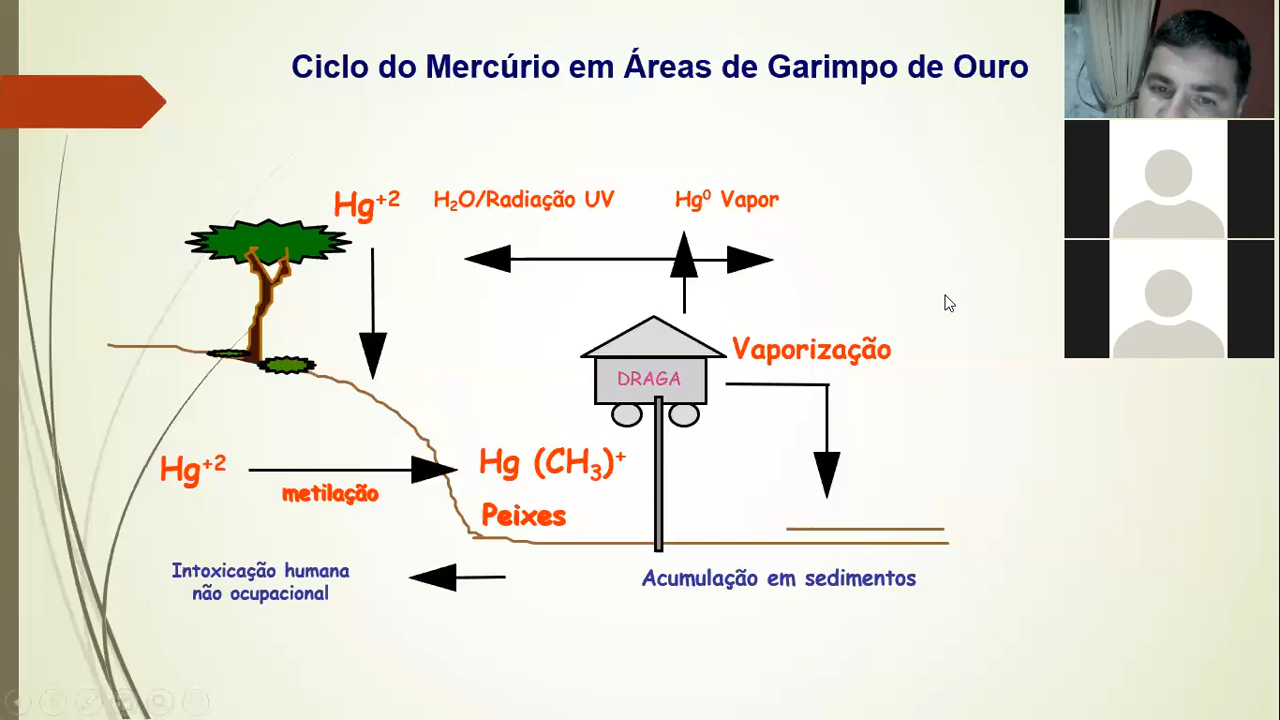 Ciclo do Mercúrio em Áreas de Garimpo de Ouro
Hg⁺² H₂O/Radiação UV Hg⁰ Vapor
Vaporização
DRAGA
Hg⁺² Hg (CH₃)⁺
metilação
Peixes
Intoxicação humana
não ocupacional
Acumulação em sedimentos